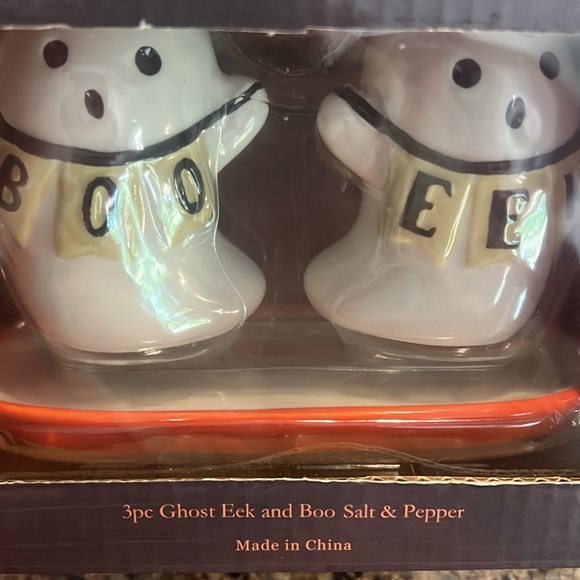 BOO
EEK
3pc Ghost Eek and Boo Salt & Pepper
Made in China